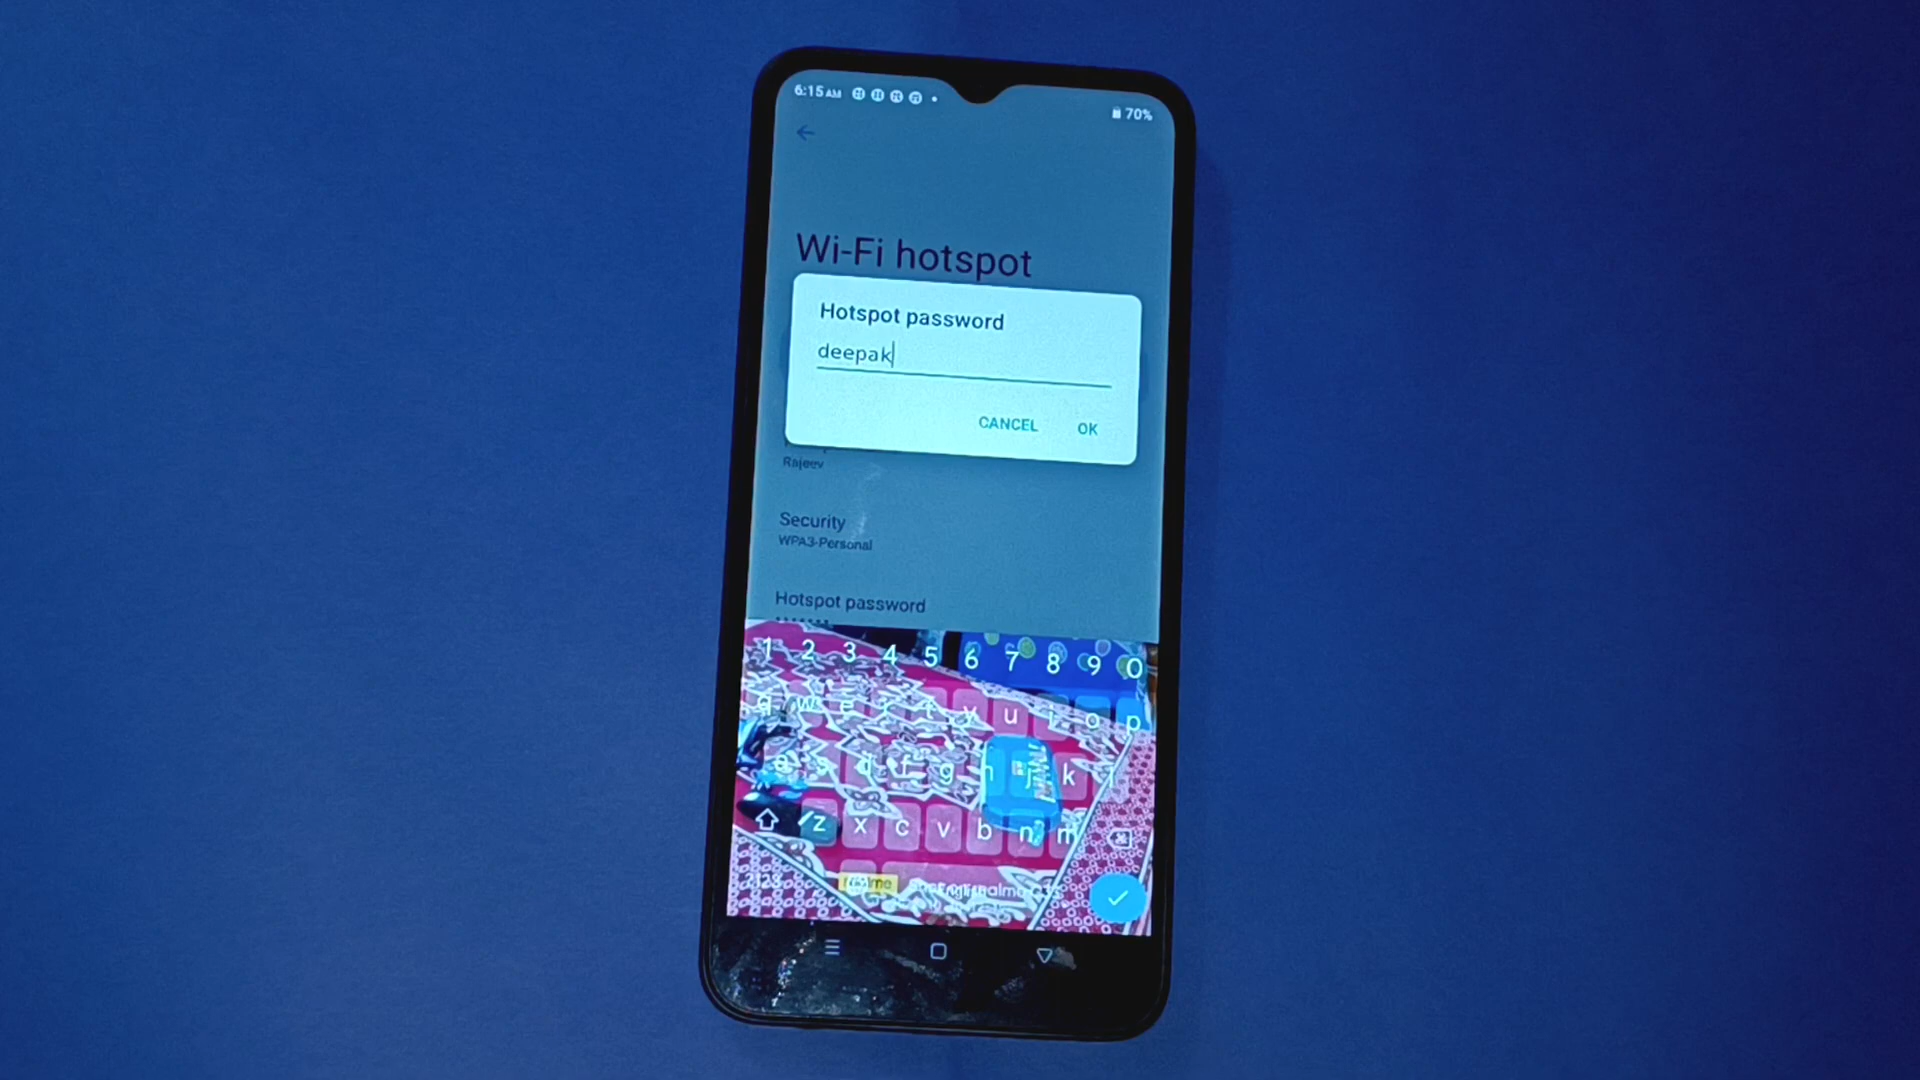 6:15 AM 70%
Wi-Fi hotspot
Hotspot password
deepak
CANCEL OK
Rajeev
Security
WPA3-Personal
Hotspot password
1 2 3 4 5 6 7 8 9 0
q w e r t y u i o p
a s d f g h j k
z x c v b n m
realme